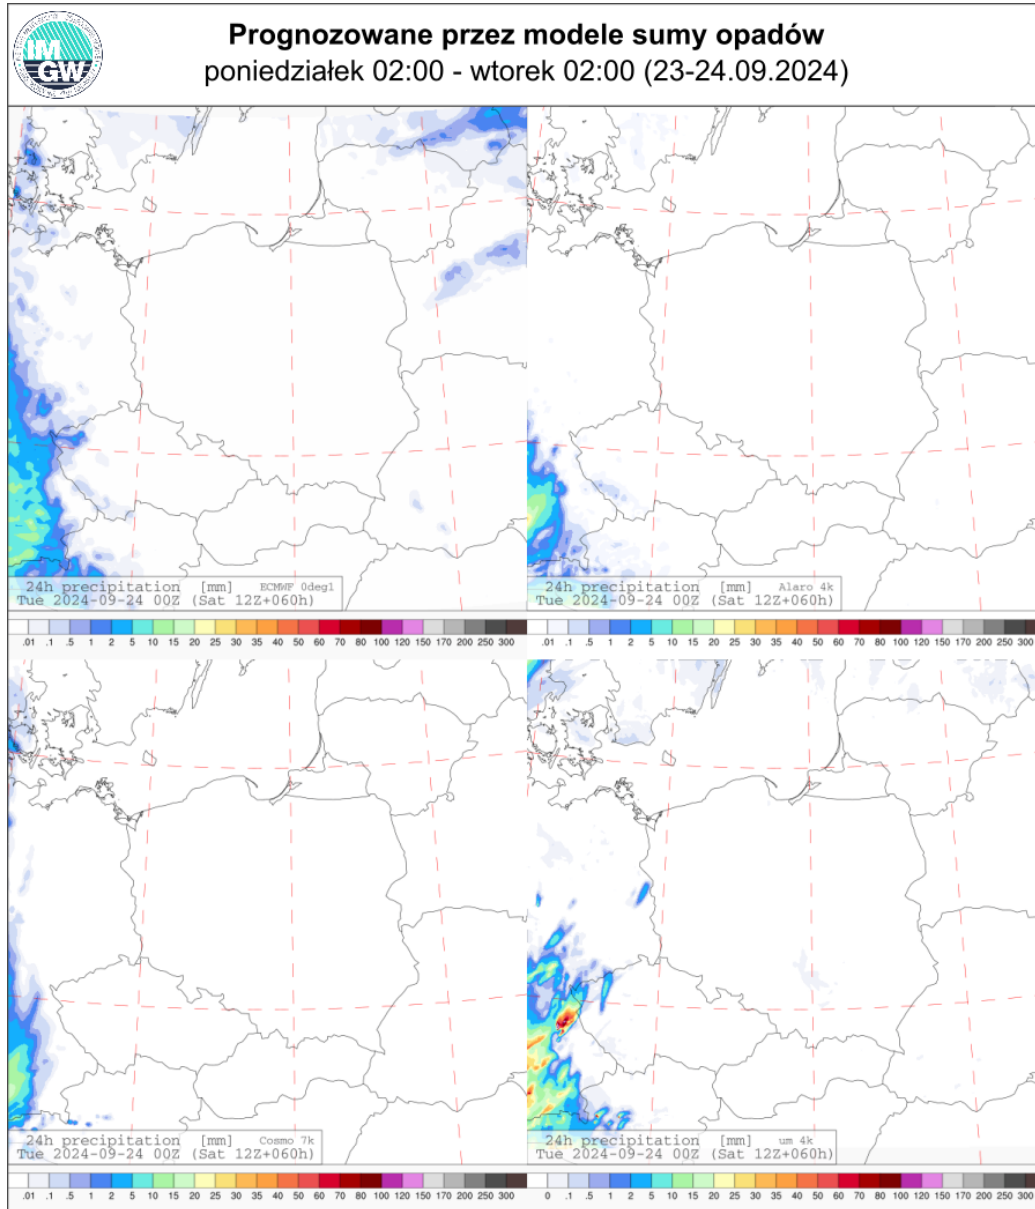 IM
GW
Prognozowane przez modele sumy opadów
poniedziałek 02:00 - wtorek 02:00 (23-24.09.2024)
24h precipitation [mm] ECMWF 0deg1
Tue 2024-09-24 00Z (Sat 12Z+060h)
.01 .1 .5 1 2 5 10 15 20 25 30 35 40 50 60 70 80 100 120 150 170 200 250 300
24h precipitation [mm] Alaro 4k
Tue 2024-09-24 00Z (Sat 12Z+060h)
.01 .1 .5 1 2 5 10 15 20 25 30 35 40 50 60 70 80 100 120 150 170 200 250 300
24h precipitation [mm] Cosmo 7k
Tue 2024-09-24 00Z (Sat 12Z+060h)
.01 .1 .5 1 2 5 10 15 20 25 30 35 40 50 60 70 80 100 120 150 170 200 250 300
24h precipitation [mm] um 4k
Tue 2024-09-24 00Z (Sat 12Z+060h)
0 .1 .5 1 2 5 10 15 20 25 30 35 40 50 60 70 80 100 120 150 170 200 250 300